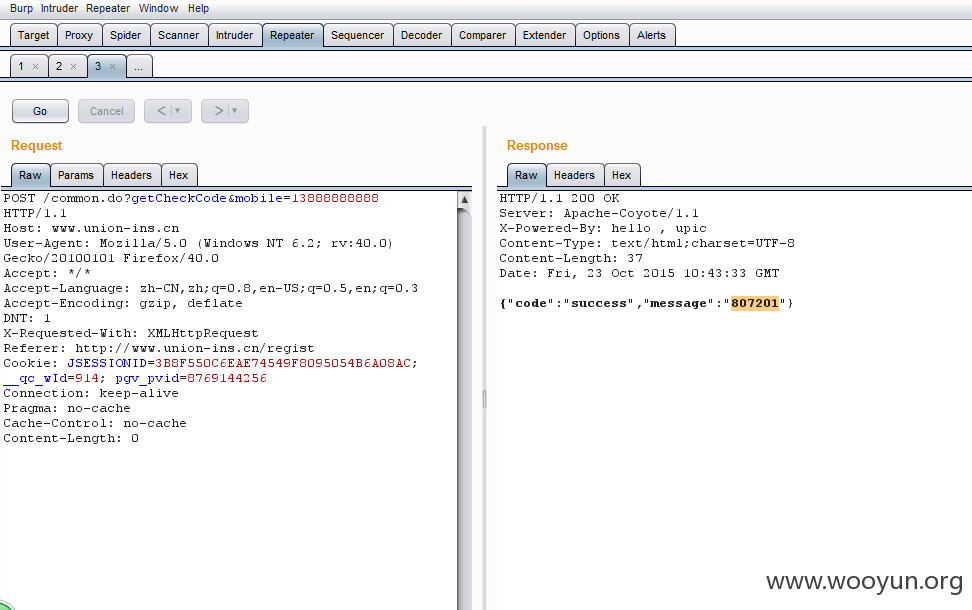 Burp Intruder Repeater Window Help
Target Proxy Spider Scanner Intruder Repeater Sequencer Decoder Comparer Extender Options Alerts
1 × 2 × 3 × ...
Go Cancel < ▼ > ▼
Request
Raw Params Headers Hex
POST /common.do?getCheckCode&mobile=13888888888
HTTP/1.1
Host: www.union-ins.cn
User-Agent: Mozilla/5.0 (Windows NT 6.2; rv:40.0)
Gecko/20100101 Firefox/40.0
Accept: */*
Accept-Language: zh-CN,zh;q=0.8,en-US;q=0.5,en;q=0.3
Accept-Encoding: gzip, deflate
DNT: 1
X-Requested-With: XMLHttpRequest
Referer: http://www.union-ins.cn/regist
Cookie: JSESSIONID=3B8F550C6EAE74549F8095054B6A08AC;
__qc_wId=914; pgv_pvid=8769144256
Connection: keep-alive
Pragma: no-cache
Cache-Control: no-cache
Content-Length: 0
Response
Raw Headers Hex
HTTP/1.1 200 OK
Server: Apache-Coyote/1.1
X-Powered-By: hello , upic
Content-Type: text/html;charset=UTF-8
Content-Length: 37
Date: Fri, 23 Oct 2015 10:43:33 GMT
{"code":"success","message":"807201"}
www.wooyun.org